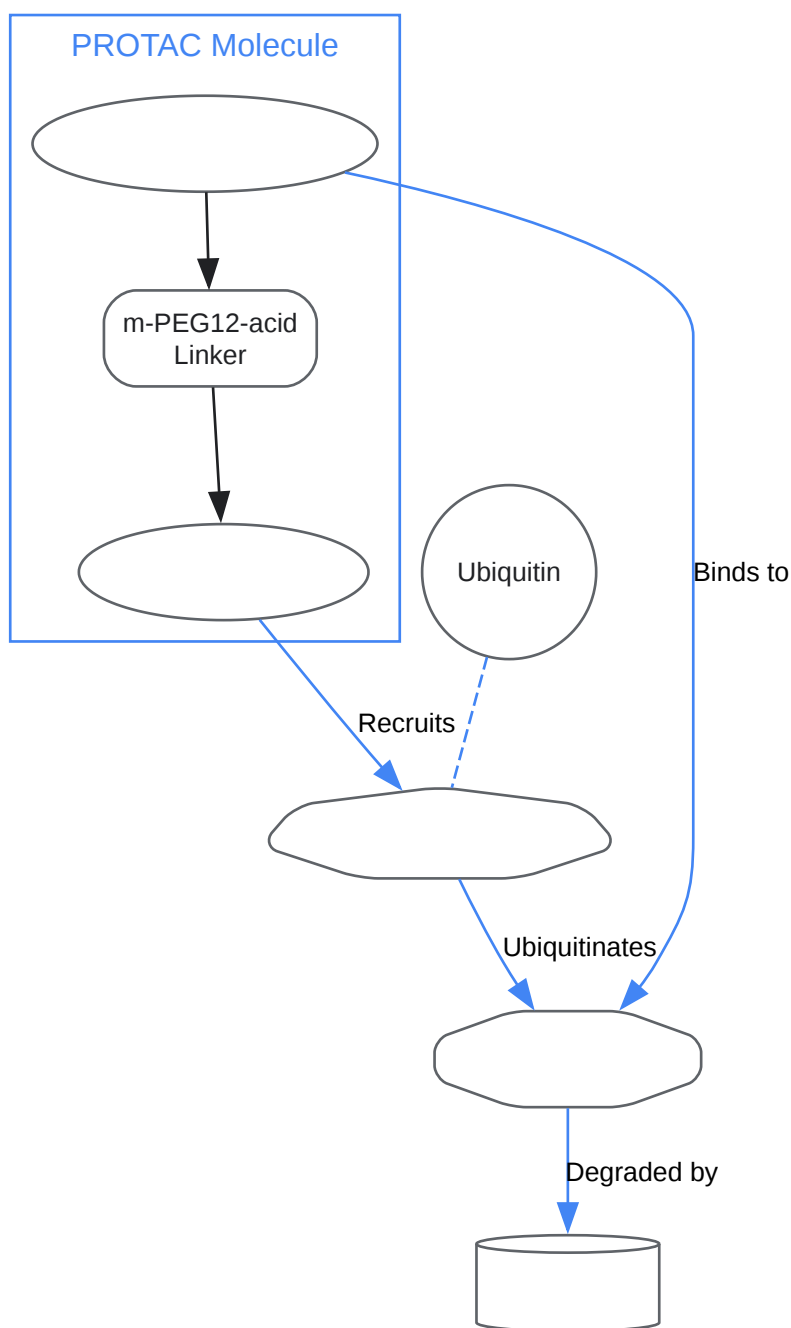 PROTAC Molecule
m-PEG12-acid
Linker
Ubiquitin
Binds to
Recruits
Ubiquitinates
Degraded by